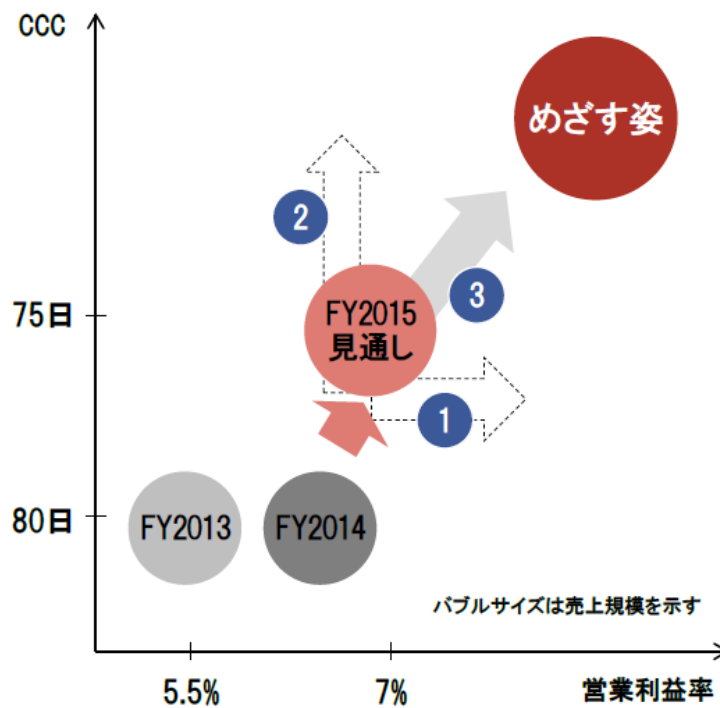 CCC
めざす姿
2
75日
FY2015
見通し
3
1
80日
FY2013
FY2014
バブルサイズは売上規模を示す
5.5%
7%
営業利益率